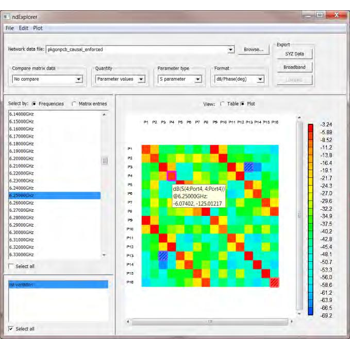 ndExplorer
File Edit Plot
Network data file: pkgonpcb_causal_enforced
Browse...
Export
SYZ Data
Broadband
Compare matrix data
No compare
Quantity
Parameter values
Parameter type
S parameter
Format
dB/Phase(deg)
Select by: Frequencies Matrix entries
View: Table Plot
6.14000GHz
6.15000GHz
6.16000GHz
6.17000GHz
6.18000GHz
6.19000GHz
6.20000GHz
6.21000GHz
6.22000GHz
6.23000GHz
6.24000GHz
6.25000GHz
6.26000GHz
6.27000GHz
6.28000GHz
6.29000GHz
6.30000GHz
6.31000GHz
6.32000GHz
6.33000GHz
Select all
no variation
Select all
P1 P2 P3 P4 P5 P6 P7 P8 P9 P10 P11 P12 P13 P14 P15 P16
P1
P2
P3
P4
P5
P6
P7
P8
P9
P10
P11
P12
P13
P14
P15
P16
dB(S(4:Port4, 4:Port4))
@6.25000GHz:
-6.07402, -125.01217
-3.24
-5.88
-8.52
-11.2
-13.8
-16.4
-19.1
-21.7
-24.3
-27.0
-29.6
-32.2
-34.9
-37.5
-40.2
-42.8
-45.4
-48.1
-50.7
-53.3
-56.0
-58.6
-61.2
-63.9
-66.5
-69.2